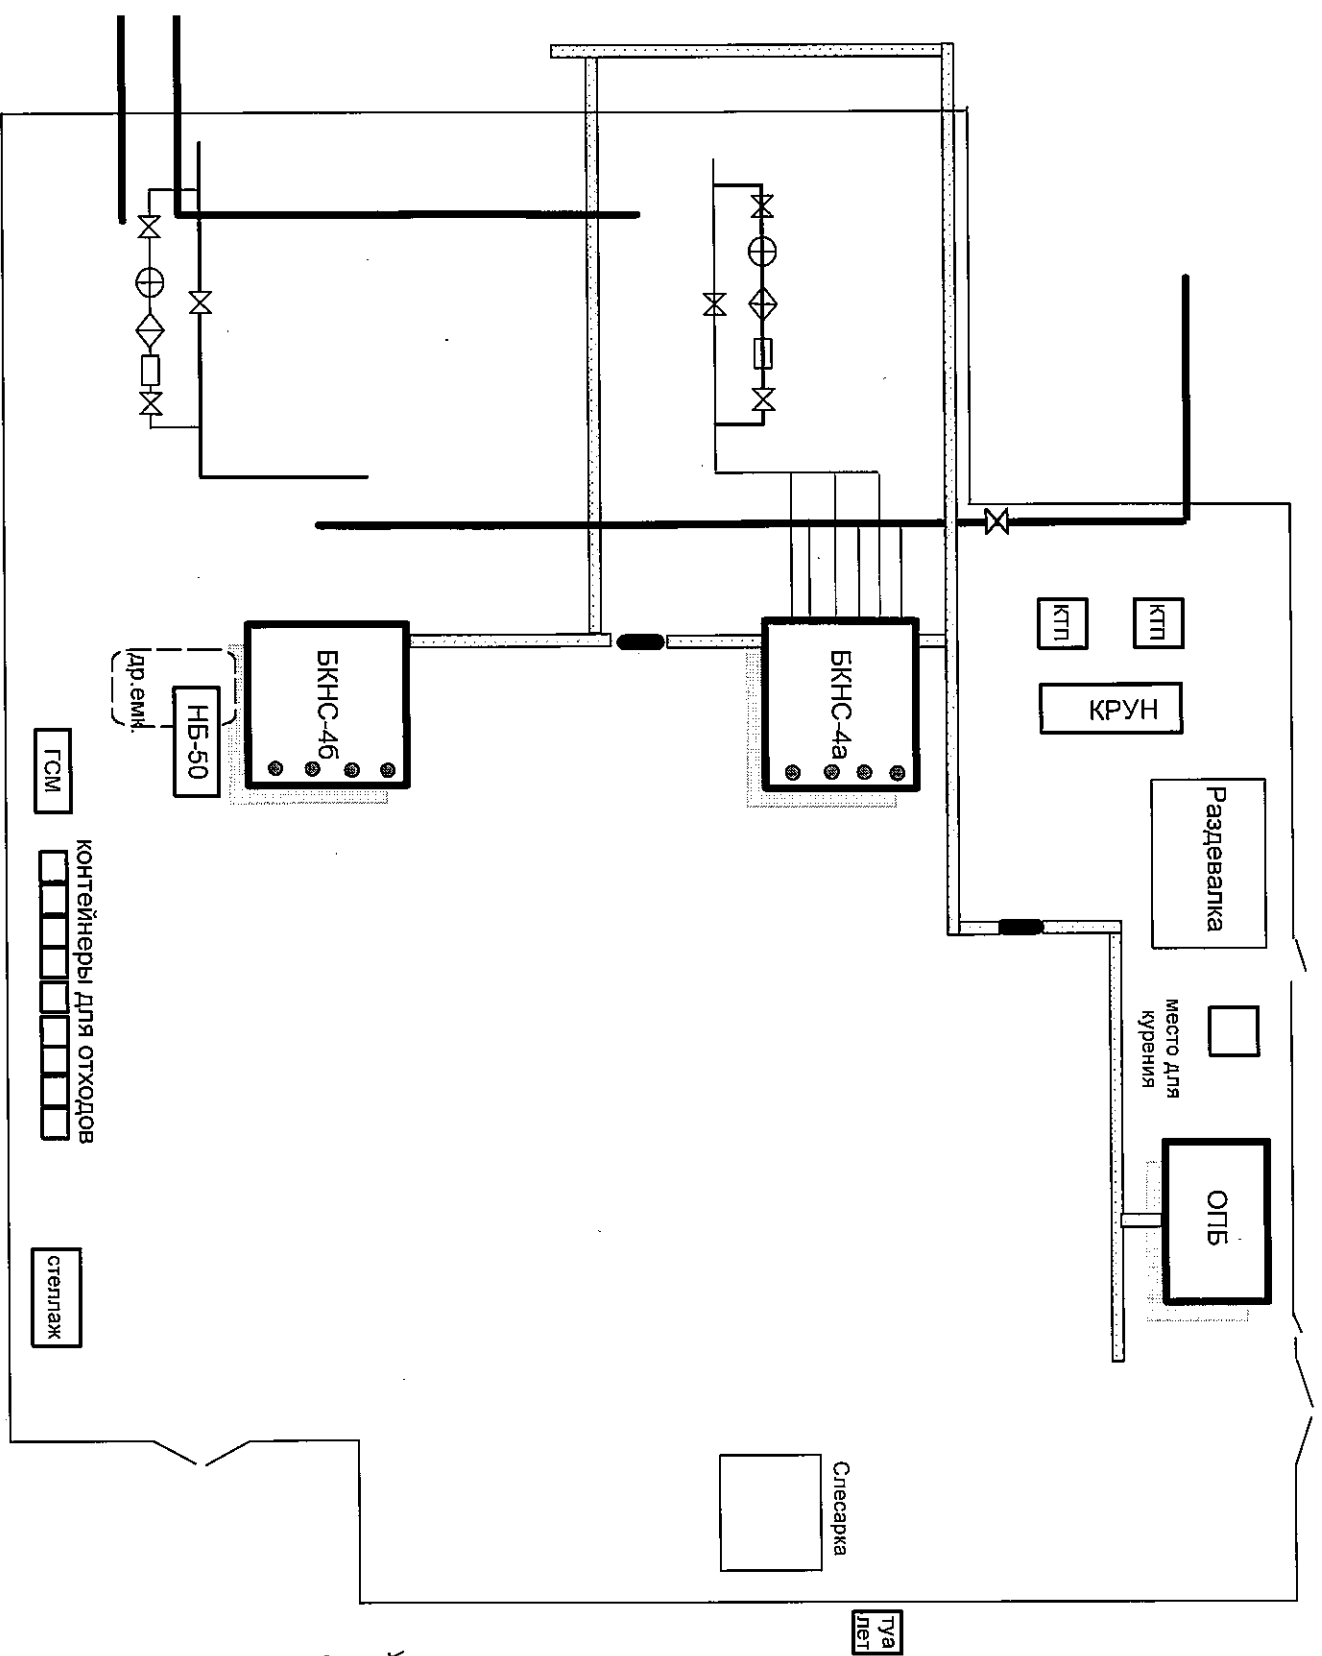 КТП
КТП
КРУН
Раздевалка
место для
курения
ОПБ
БКНС-4а
БКНС-4б
НБ-50
др.емк.
ГСМ
контейнеры для отходов
стеллаж
Слесарка
туа
лет